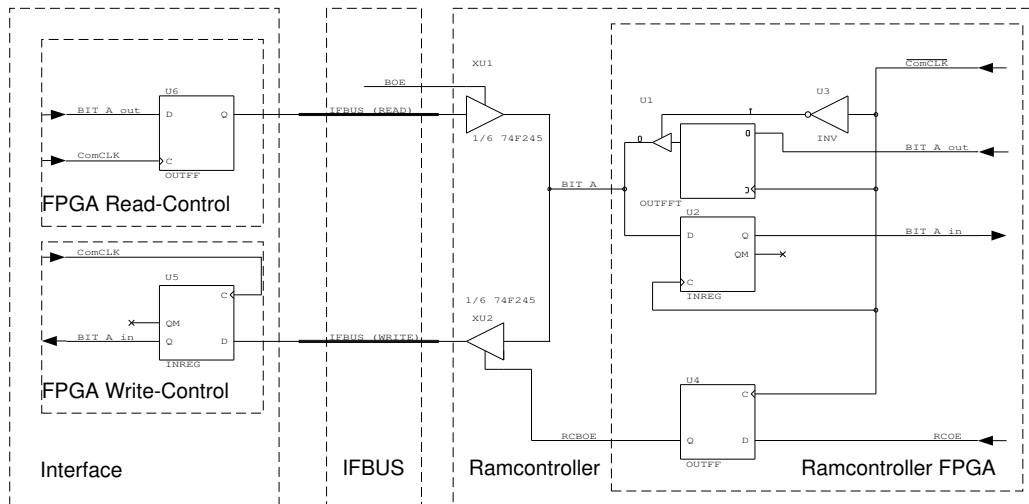 U6
BIT A out
D
Q
ComCLK
C
OUTFF
FPGA Read-Control
ComCLK
U5
C
QM
BIT A in
Q
D
INREG
FPGA Write-Control
Interface
IFBUS (READ)
IFBUS (WRITE)
IFBUS
XU1
BOE
1/6 74F245
BIT A
1/6 74F245
XU2
RCBOE
Ramcontroller
ComCLK
U3
INV
U1
T
O
D
C
BIT A out
OUTFFT
U2
D
Q
BIT A in
QM
C
INREG
U4
C
Q
D
RCOE
OUTFF
Ramcontroller FPGA